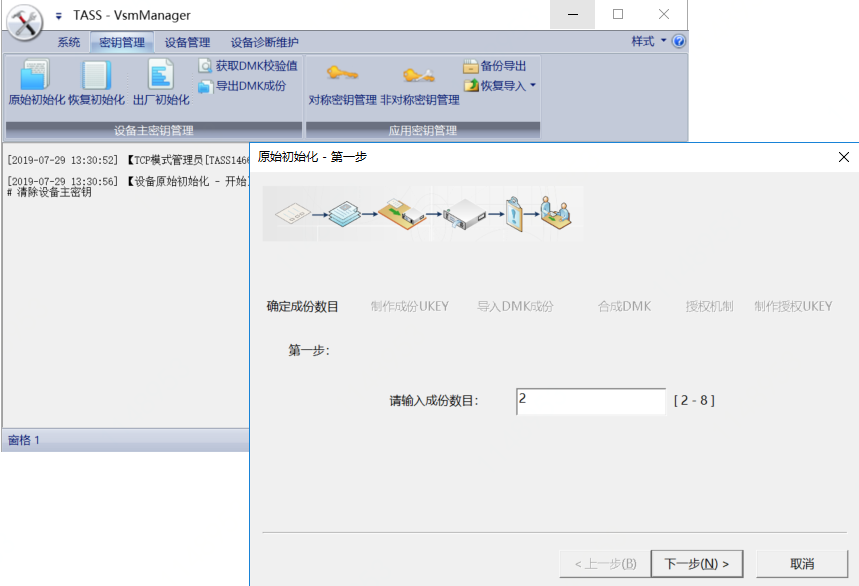 TASS - VsmManager
系统 密钥管理 设备管理 设备诊断维护 样式
原始初始化 恢复初始化 出厂初始化
获取DMK校验值
导出DMK成份
设备主密钥管理
对称密钥管理 非对称密钥管理
备份导出
恢复导入
应用密钥管理
[2019-07-29 13:30:52] 【TCP模式管理员[TASS1466
[2019-07-29 13:30:56] 【设备原始初始化 - 开始]
# 清除设备主密钥
窗格 1
原始初始化 - 第一步
确定成份数目 制作成份UKEY 导入DMK成份 合成DMK 授权机制 制作授权UKEY
第一步:
请输入成份数目: 2 [ 2 - 8 ]
< 上一步(B) 下一步(N) > 取消